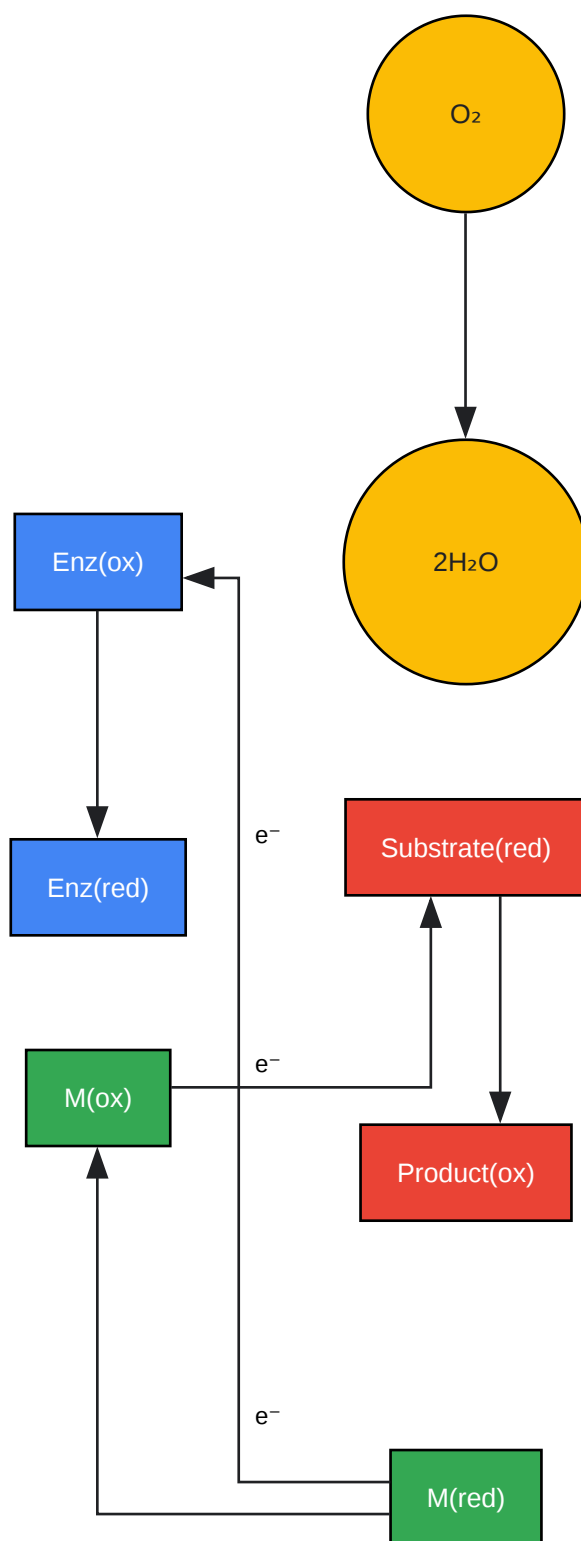 O₂
2H₂O
Enz(ox)
e⁻
Enz(red)
Substrate(red)
e⁻
M(ox)
Product(ox)
e⁻
M(red)